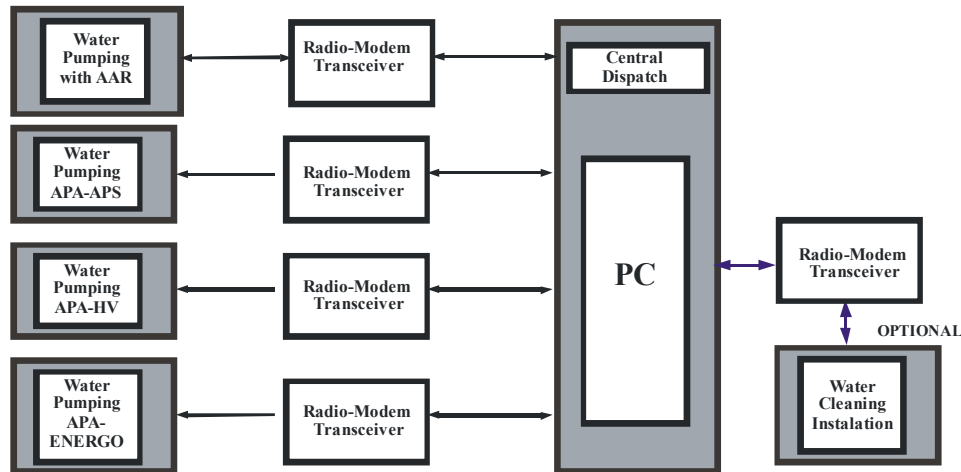 Water
Pumping
with AAR
Radio-Modem
Transceiver
Central
Dispatch
Water
Pumping
APA-APS
Radio-Modem
Transceiver
Water
Pumping
APA-HV
Radio-Modem
Transceiver
PC
Radio-Modem
Transceiver
OPTIONAL
Water
Pumping
APA-
ENERGO
Radio-Modem
Transceiver
Water
Cleaning
Instalation